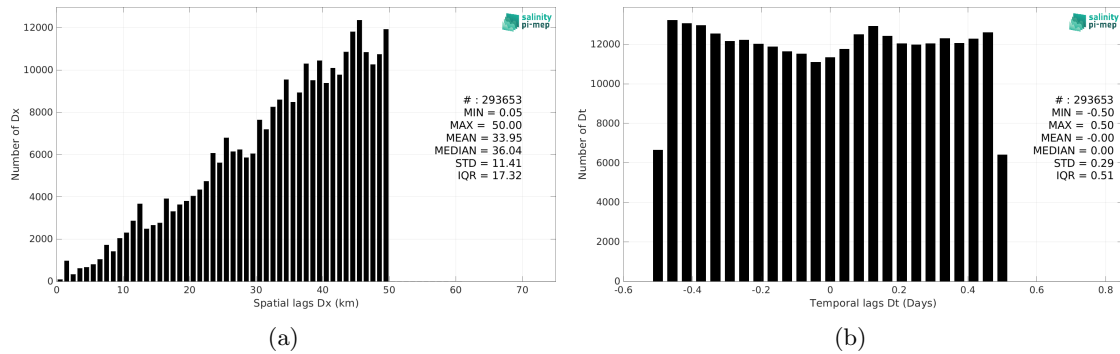 12000
10000
8000
6000
4000
2000
0
Number of Dx
0
10
20
30
40
50
60
70
Spatial lags Dx (km)
salinity
pi-mep
# : 293653
MIN = 0.05
MAX = 50.00
MEAN = 33.95
MEDIAN = 36.04
STD = 11.41
IQR = 17.32
(a)
12000
10000
8000
6000
4000
2000
0
Number of Dt
-0.6
-0.4
-0.2
0
0.2
0.4
0.6
0.8
Temporal lags Dt (Days)
salinity
pi-mep
# : 293653
MIN = -0.50
MAX = 0.50
MEAN = -0.00
MEDIAN = 0.00
STD = 0.29
IQR = 0.51
(b)